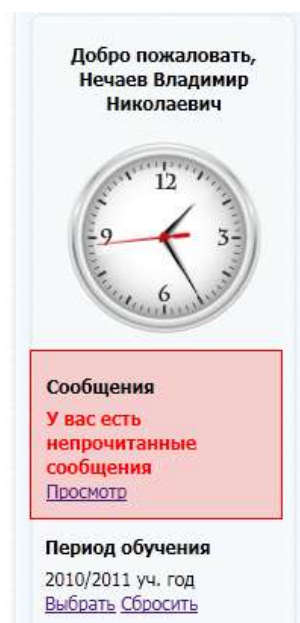 Добро пожаловать,
Нечаев Владимир
Николаевич
12
9
3
6
Сообщения
У вас есть
непрочитанные
сообщения
Просмотр
Период обучения
2010/2011 уч. год
Выбрать Сбросить